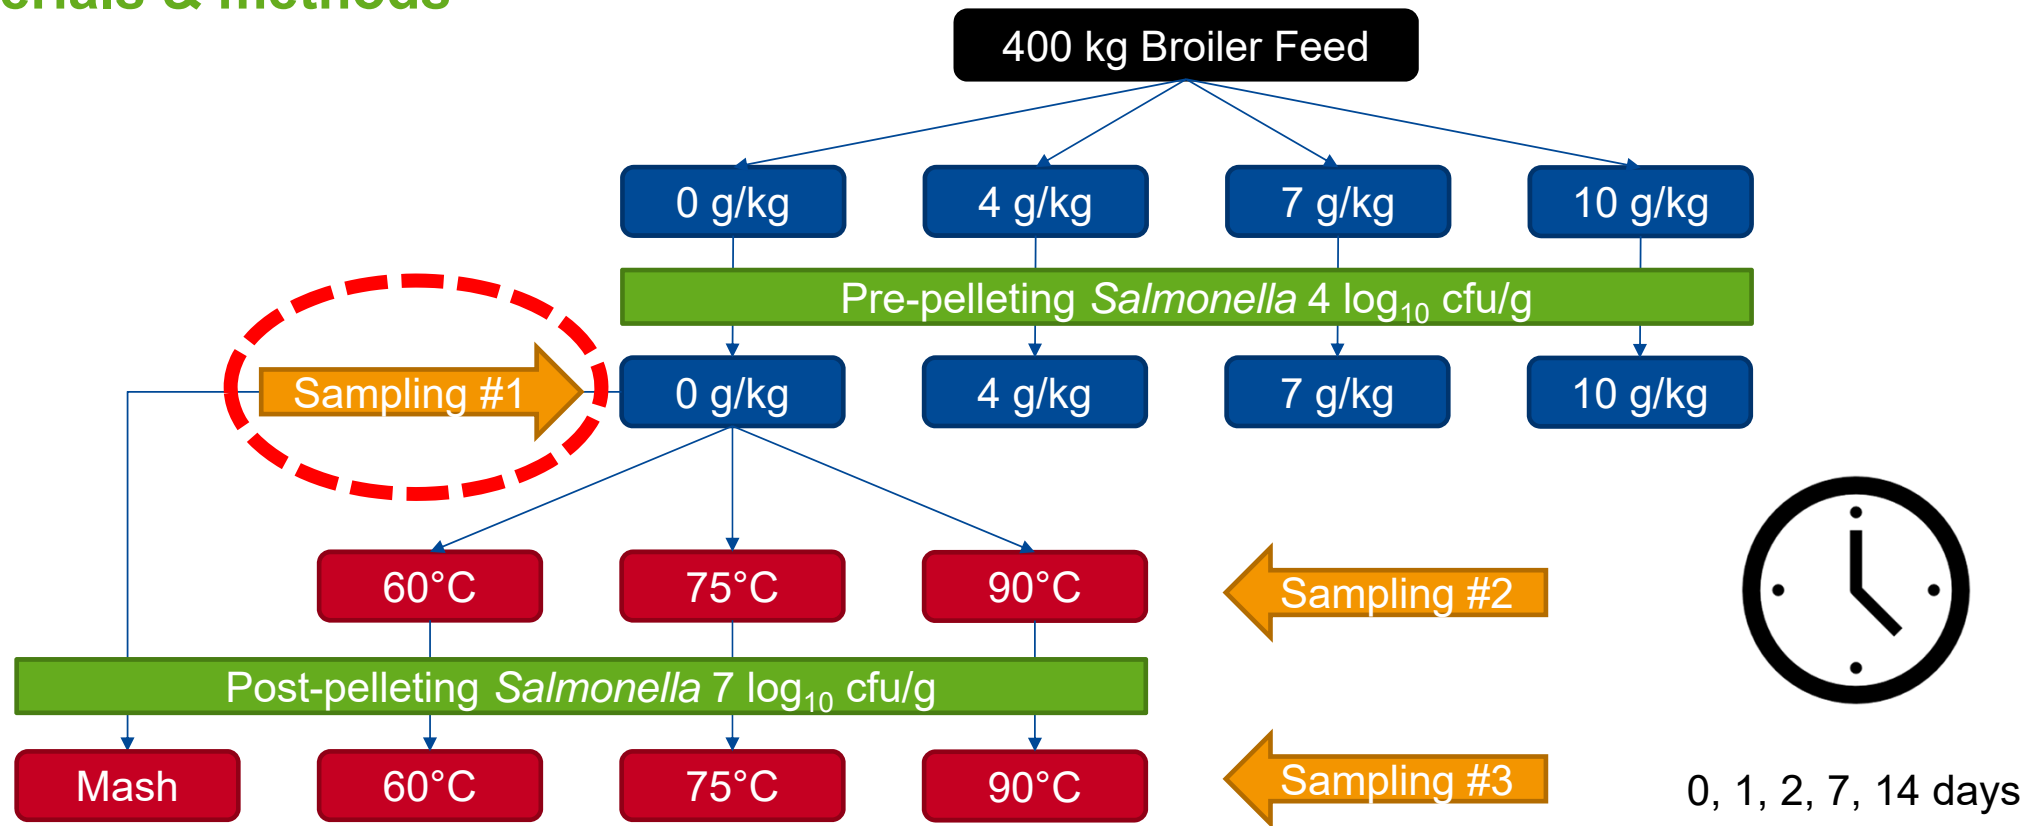 & methods
400 kg Broiler Feed
0 g/kg 4 g/kg 7 g/kg 10 g/kg
Pre-pelleting Salmonella 4 log₁₀ cfu/g
Sampling #1 0 g/kg 4 g/kg 7 g/kg 10 g/kg
60°C 75°C 90°C Sampling #2
Post-pelleting Salmonella 7 log₁₀ cfu/g
Mash 60°C 75°C 90°C Sampling #3 0, 1, 2, 7, 14 days